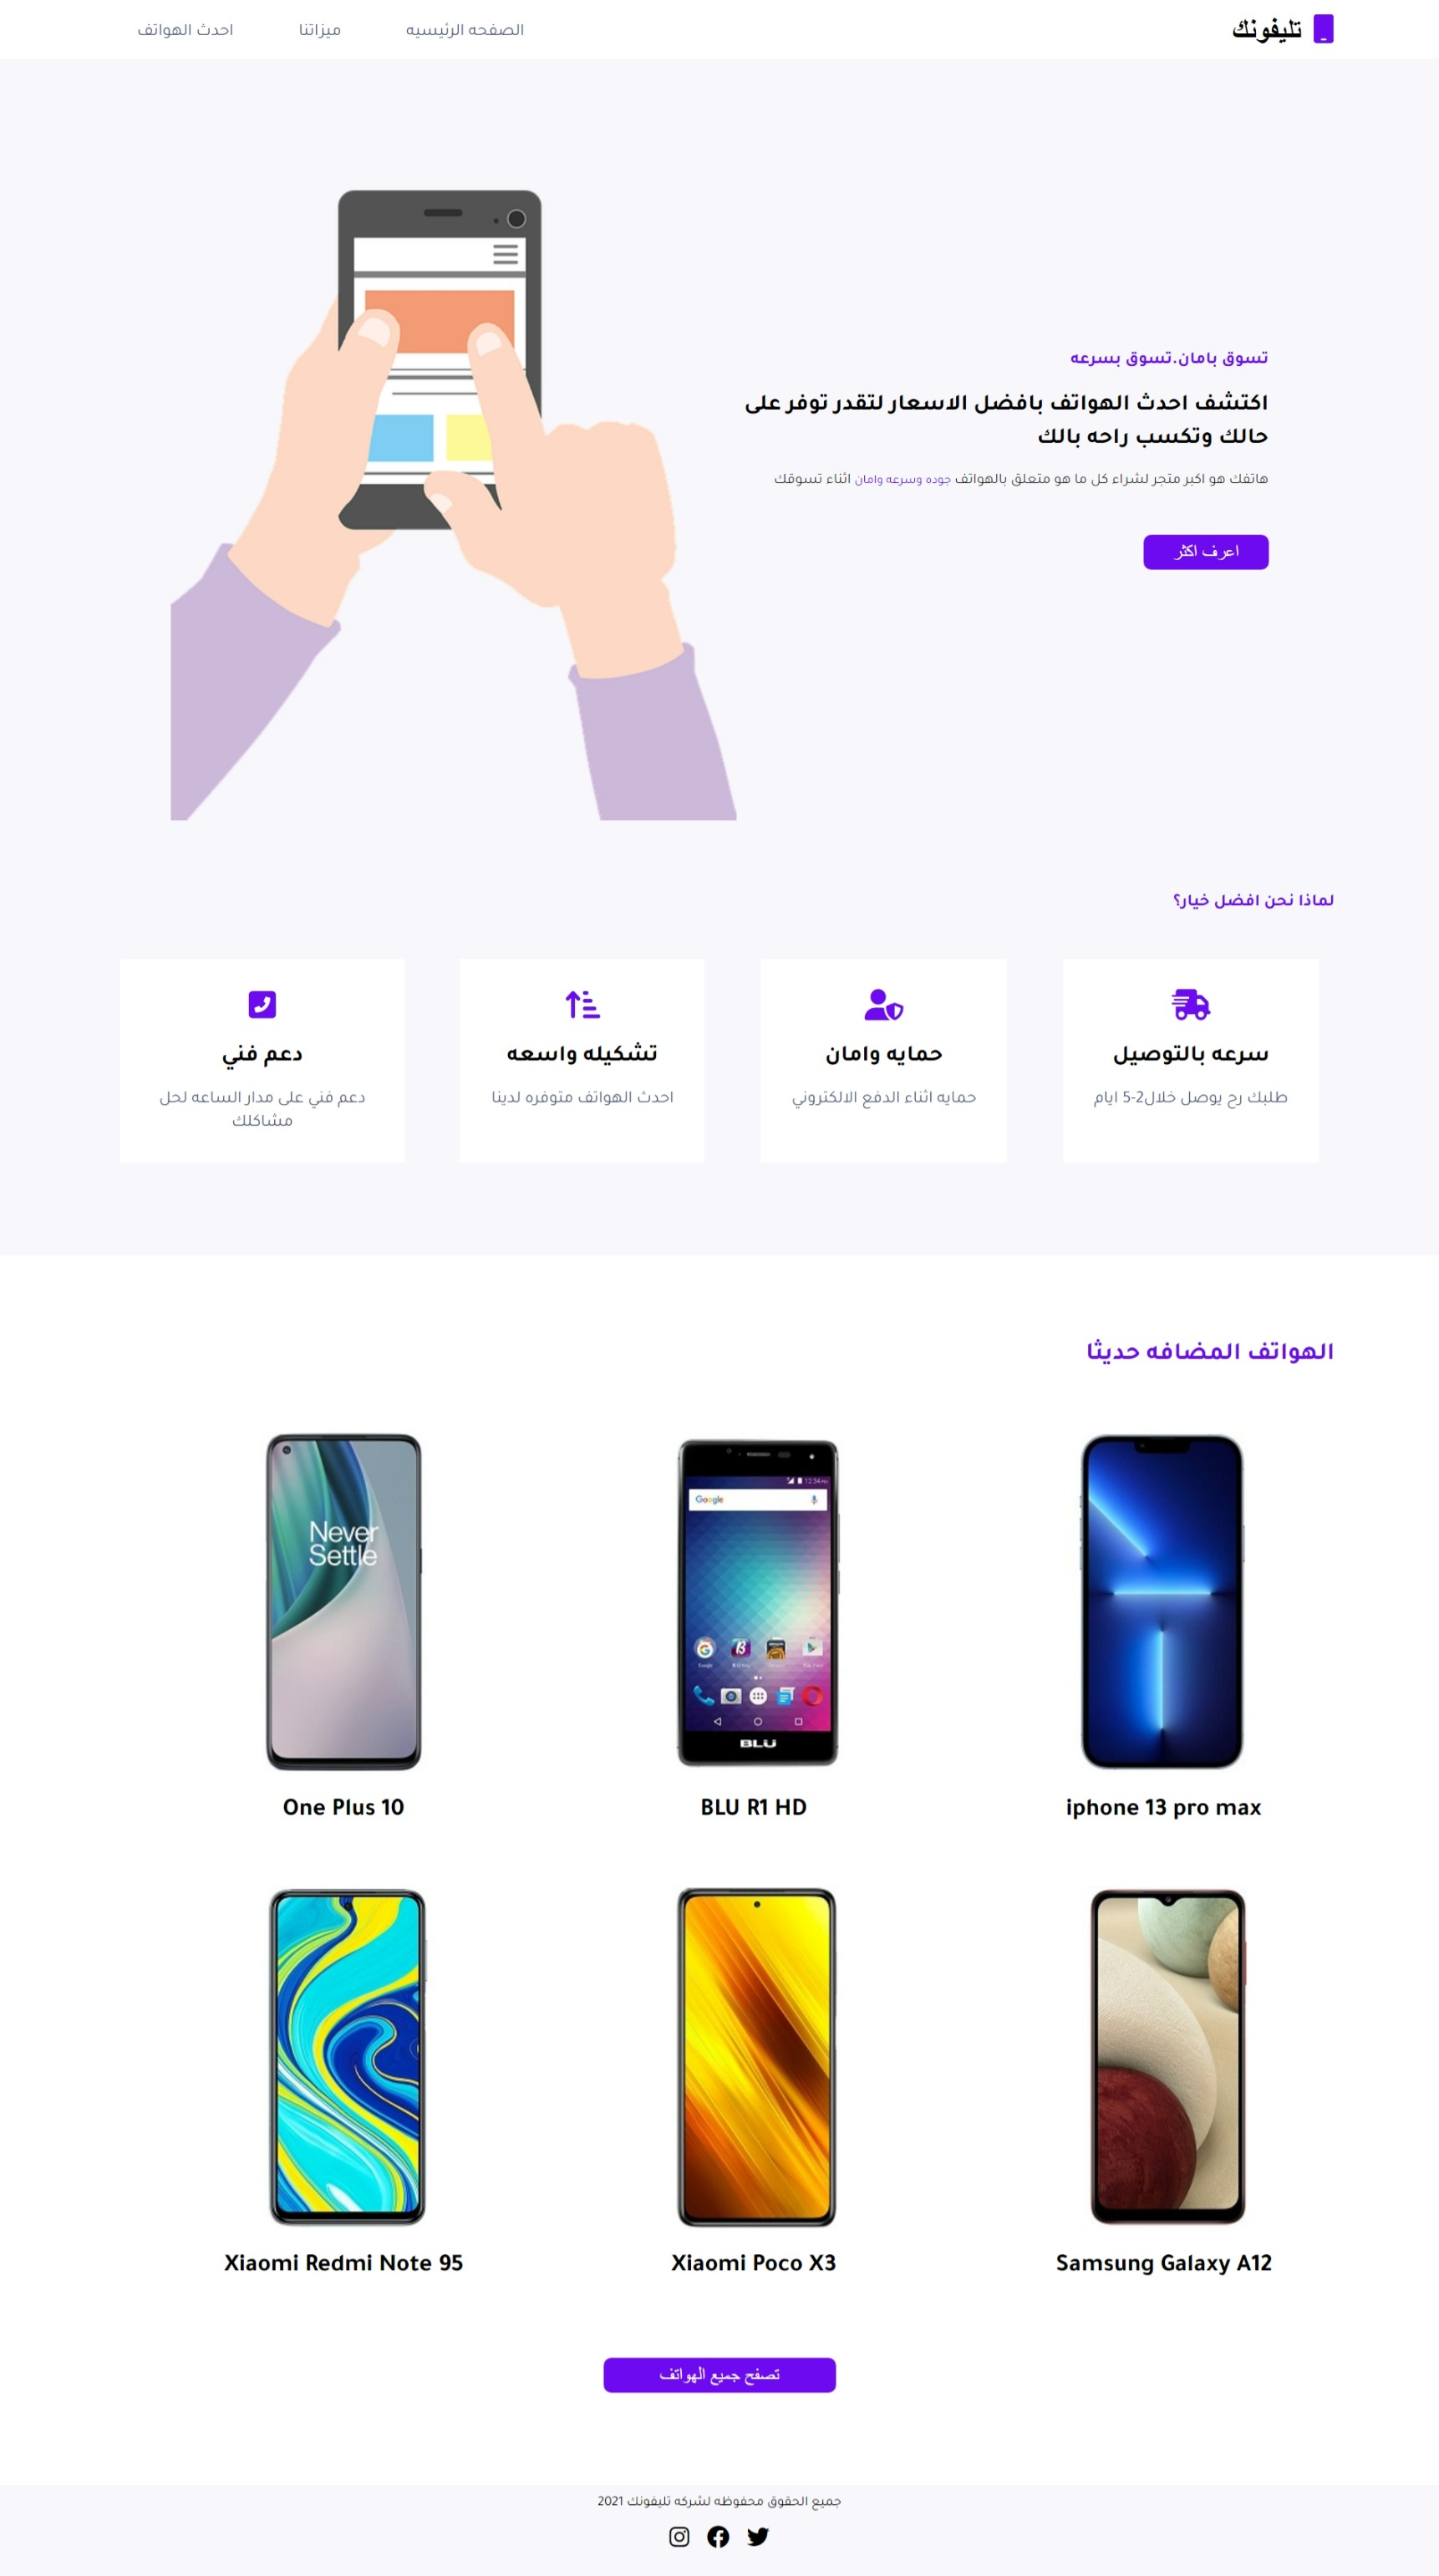 تليفونك
الصفحه الرئيسيه
ميزاتنا
احدث الهواتف
تسوق بامان.تسوق بسرعه
اكتشف احدث الهواتف بافضل الاسعار لتقدر توفر على
حالك وتكسب راحه بالك
هاتفك هو اكبر متجر لشراء كل ما هو متعلق بالهواتف جوده وسرعه وامان اثناء تسوقك
اعرف اكثر
لماذا نحن افضل خيار؟
سرعه بالتوصيل
طلبك رح يوصل خلال2-5 ايام
حمايه وامان
حمايه اثناء الدفع الالكتروني
تشكيله واسعه
احدث الهواتف متوفره لدينا
دعم فني
دعم فني على مدار الساعه لحل
مشاكلك
الهواتف المضافه حديثا
12:34
Google
BLU
Never
Settle
iphone 13 pro max
BLU R1 HD
One Plus 10
Samsung Galaxy A12
Xiaomi Poco X3
Xiaomi Redmi Note 95
تصفح جميع الهواتف
جميع الحقوق محفوظه لشركه تليفونك 2021